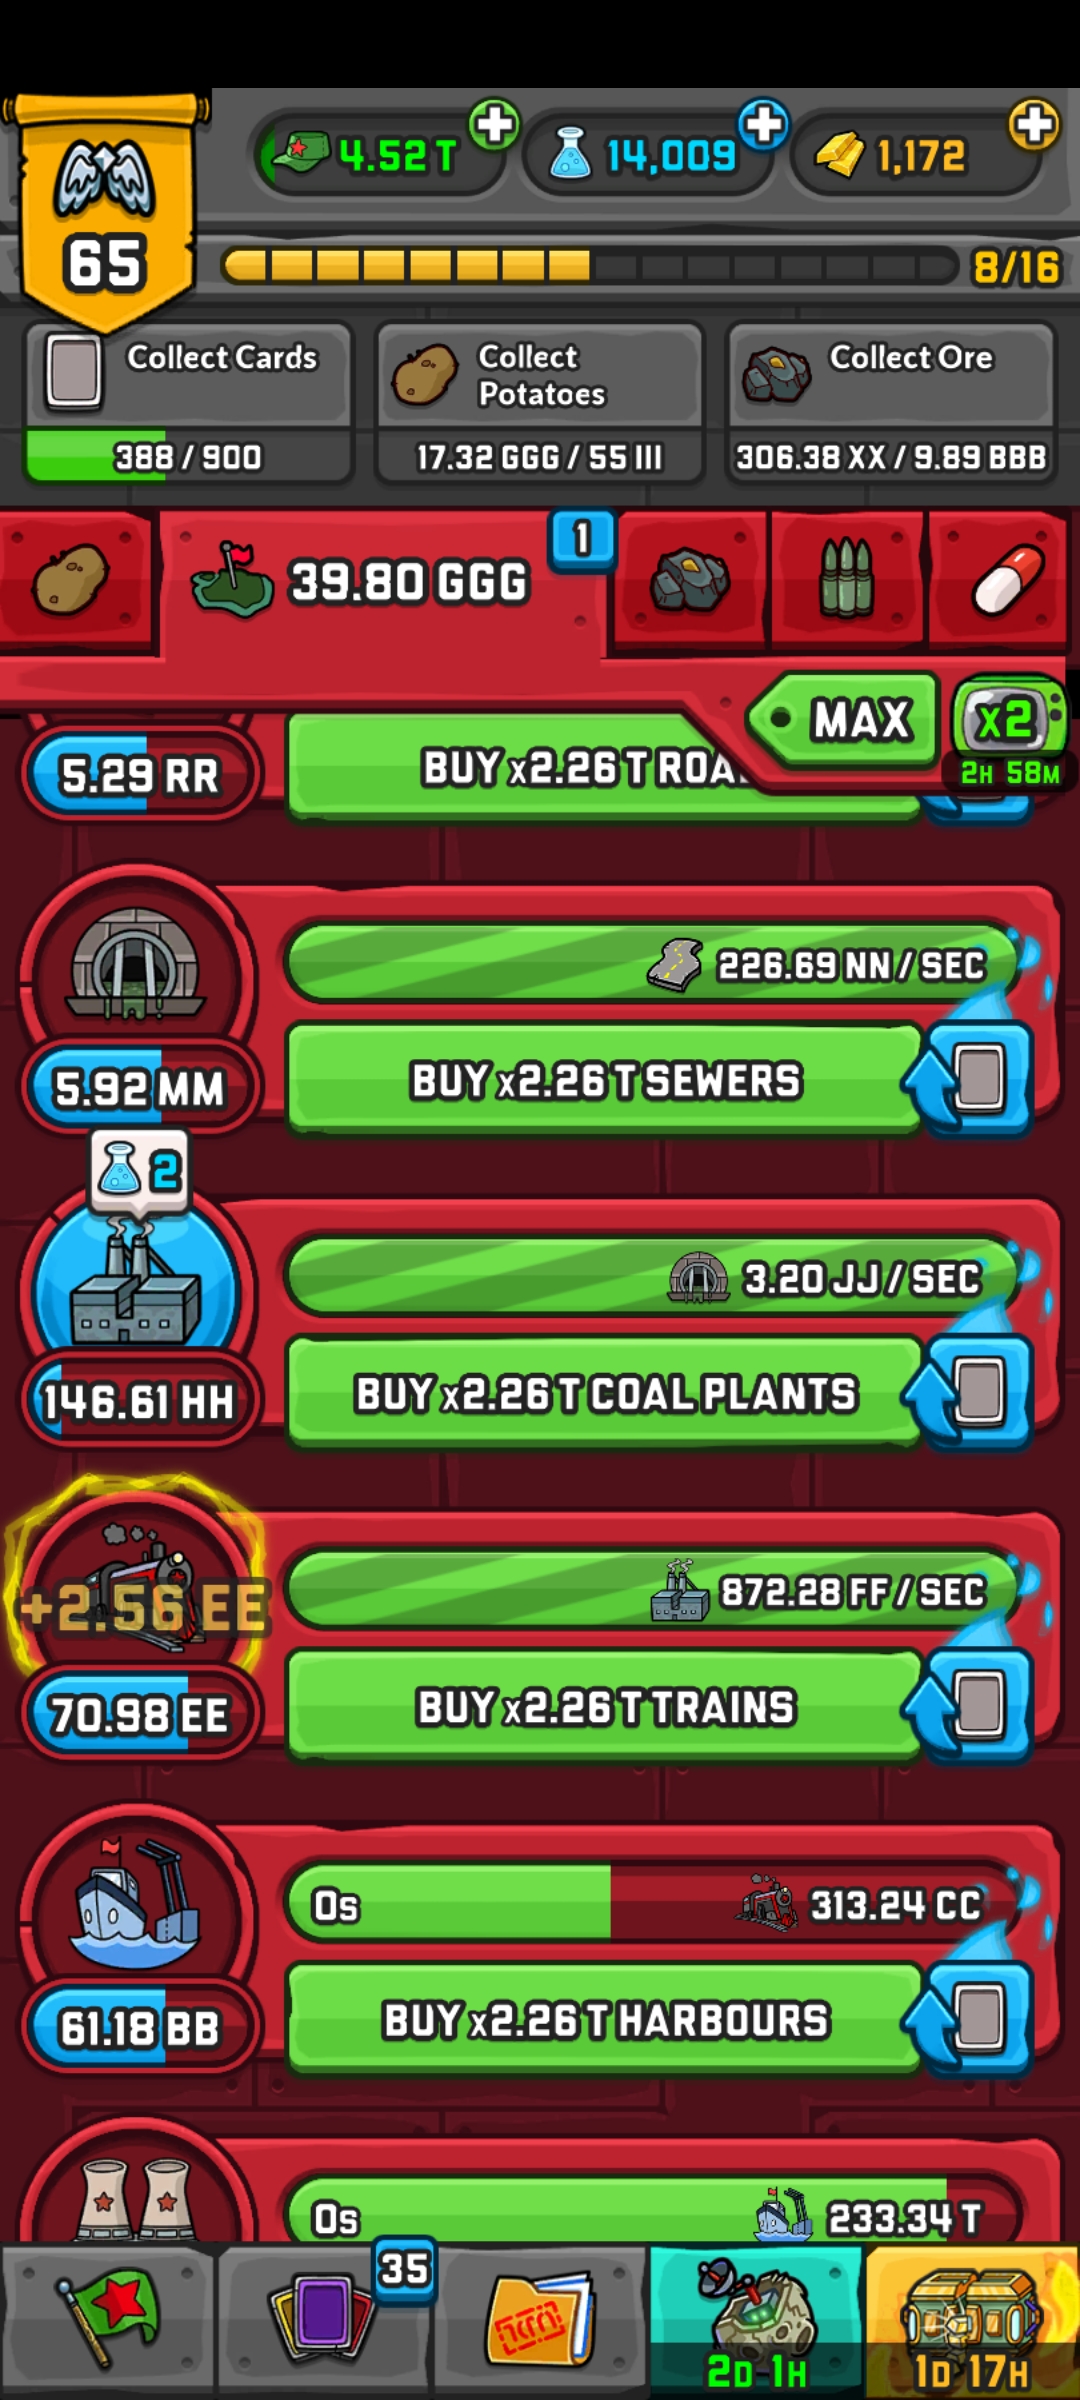 4.52 T
14,009
1,172
65
8/16
Collect Cards
388 / 900
Collect Potatoes
17.32 GGG / 55 III
Collect Ore
306.38 XX / 9.89 BBB
39.80 GGG
1
MAX
x2
2H 58M
5.29 RR
BUY x2.26 T ROA
226.69 NN / SEC
5.92 MM
BUY x2.26 T SEWERS
2
3.20 JJ / SEC
146.61 HH
BUY x2.26 T COAL PLANTS
872.28 FF / SEC
+2.56 EE
70.98 EE
BUY x2.26 T TRAINS
0s
313.24 CC
61.18 BB
BUY x2.26 T HARBOURS
0s
233.34 T
35
2D 1H
1D 17H